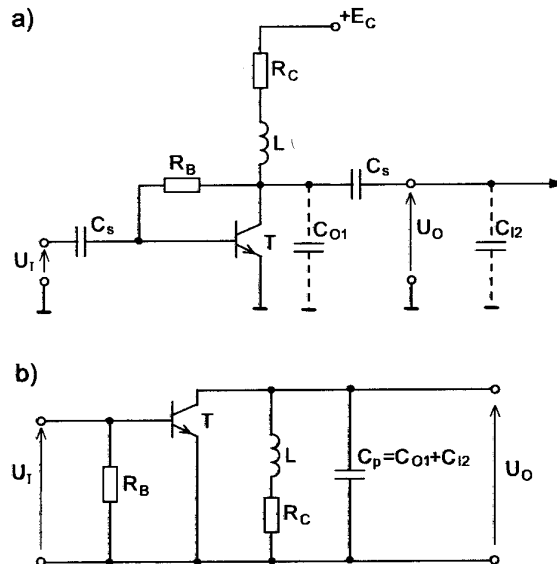 a)
+E_C
R_C
L
R_B
C_s
C_s
T
C_O1
U_O
C_I2
U_I
b)
T
U_I
R_B
L
R_C
C_p=C_O1+C_I2
U_O